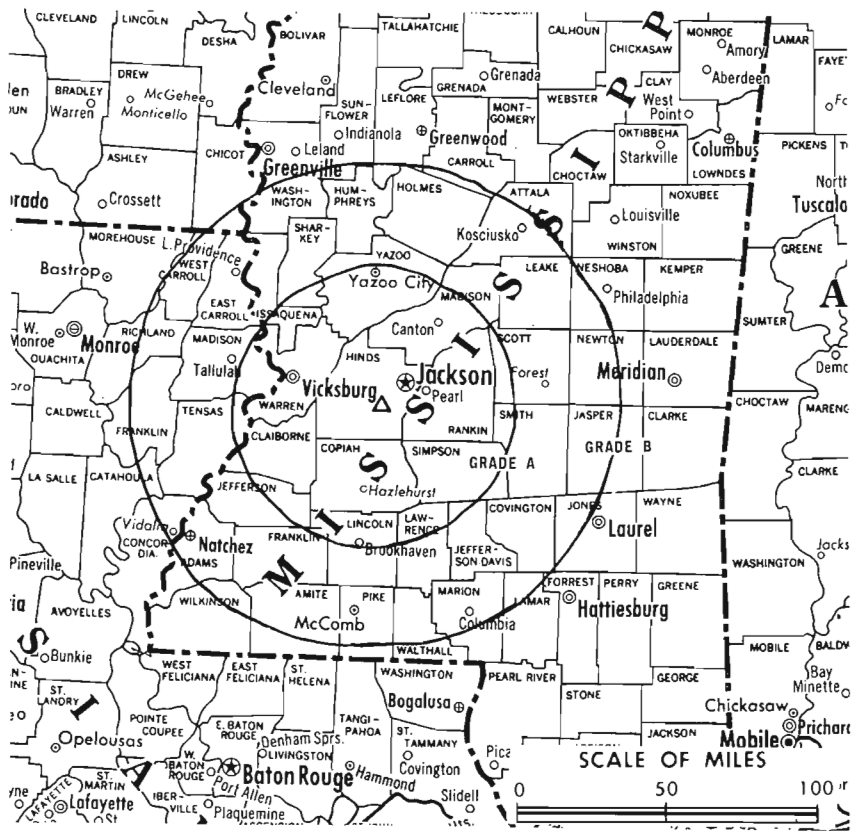 CLEVELAND
LINCOLN
DESHA
BOLIVAR
TALLAHATCHIE
CALHOUN
CHICKASAW
MONROE
Amory
LAMAR
FAYET
DREW
Cleveland
Grenada
GRENADA
CLAY
Aberdeen
BRADLEY
Warren
McGehee
Monticello
SUN-
FLOWER
LEFLORE
MONT-
GOMERY
WEBSTER
West
Point
Indianola
Greenwood
OKTIBBEHA
Starkville
Columbus
ASHLEY
CHICOT
Leland
Greenville
CARROLL
CHOCTAW
LOWNDES
PICKENS
Crossett
WASH-
INGTON
HUM-
PHREYS
HOLMES
ATTALA
NOXUBEE
North
Tuscalo
Louisville
SHAR-
KEY
Kosciusko
WINSTON
MOREHOUSE
L. Providence
WEST
CARROLL
YAZOO
Yazoo City
LEAKE
NESHOBA
KEMPER
GREENE
Bastrop
EAST
CARROLL
ISSAQUENA
MADISON
Philadelphia
SUMTER
A
W.
Monroe
Monroe
OUACHITA
RICHLAND
MADISON
Tallulah
Canton
SCOTT
NEWTON
LAUDERDALE
HINDS
Jackson
Pearl
Forest
Meridian
Vicksburg
CHOCTAW
MARENG
CALDWELL
TENSAS
WARREN
RANKIN
SMITH
JASPER
CLARKE
FRANKLIN
CLAIBORNE
COPIAH
SIMPSON
GRADE A
GRADE B
LA SALLE
CATAHOULA
JEFFERSON
Hazlehurst
CLARKE
COVINGTON
JONES
WAYNE
Vidalia
CONCOR-
DIA.
Natchez
FRANKLIN
LINCOLN
LAW-
RENCE
Brookhaven
Laurel
JEFFER-
SON DAVIS
WASHINGTON
Pineville
ADAMS
MISSISSIPP
WILKINSON
AMITE
PIKE
MARION
LAMAR
FORREST
PERRY
GREENE
AVOYELLES
McComb
Columbia
Hattiesburg
Bunkie
WALTHALL
MOBILE
WEST
FELICIANA
EAST
FELICIANA
ST.
HELENA
WASHINGTON
PEARL RIVER
GEORGE
Bay
Minette
ST.
LANDRY
Bogalusa
STONE
POINTE
COUPEE
E. BATON
ROUGE
TANGI-
PAHOA
Chickasaw
Prichard
Opelousas
Denham Sprs.
LIVINGSTON
ST.
TAMMANY
JACKSON
Mobile
W.
BATON
ROUGE
Baton Rouge
Hammond
Covington
SCALE OF MILES
ST.
MARTIN
Port Allen
LAFAYETTE
Lafayette
IBER-
VILLE
Plaquemine
Slidell
0 50 100